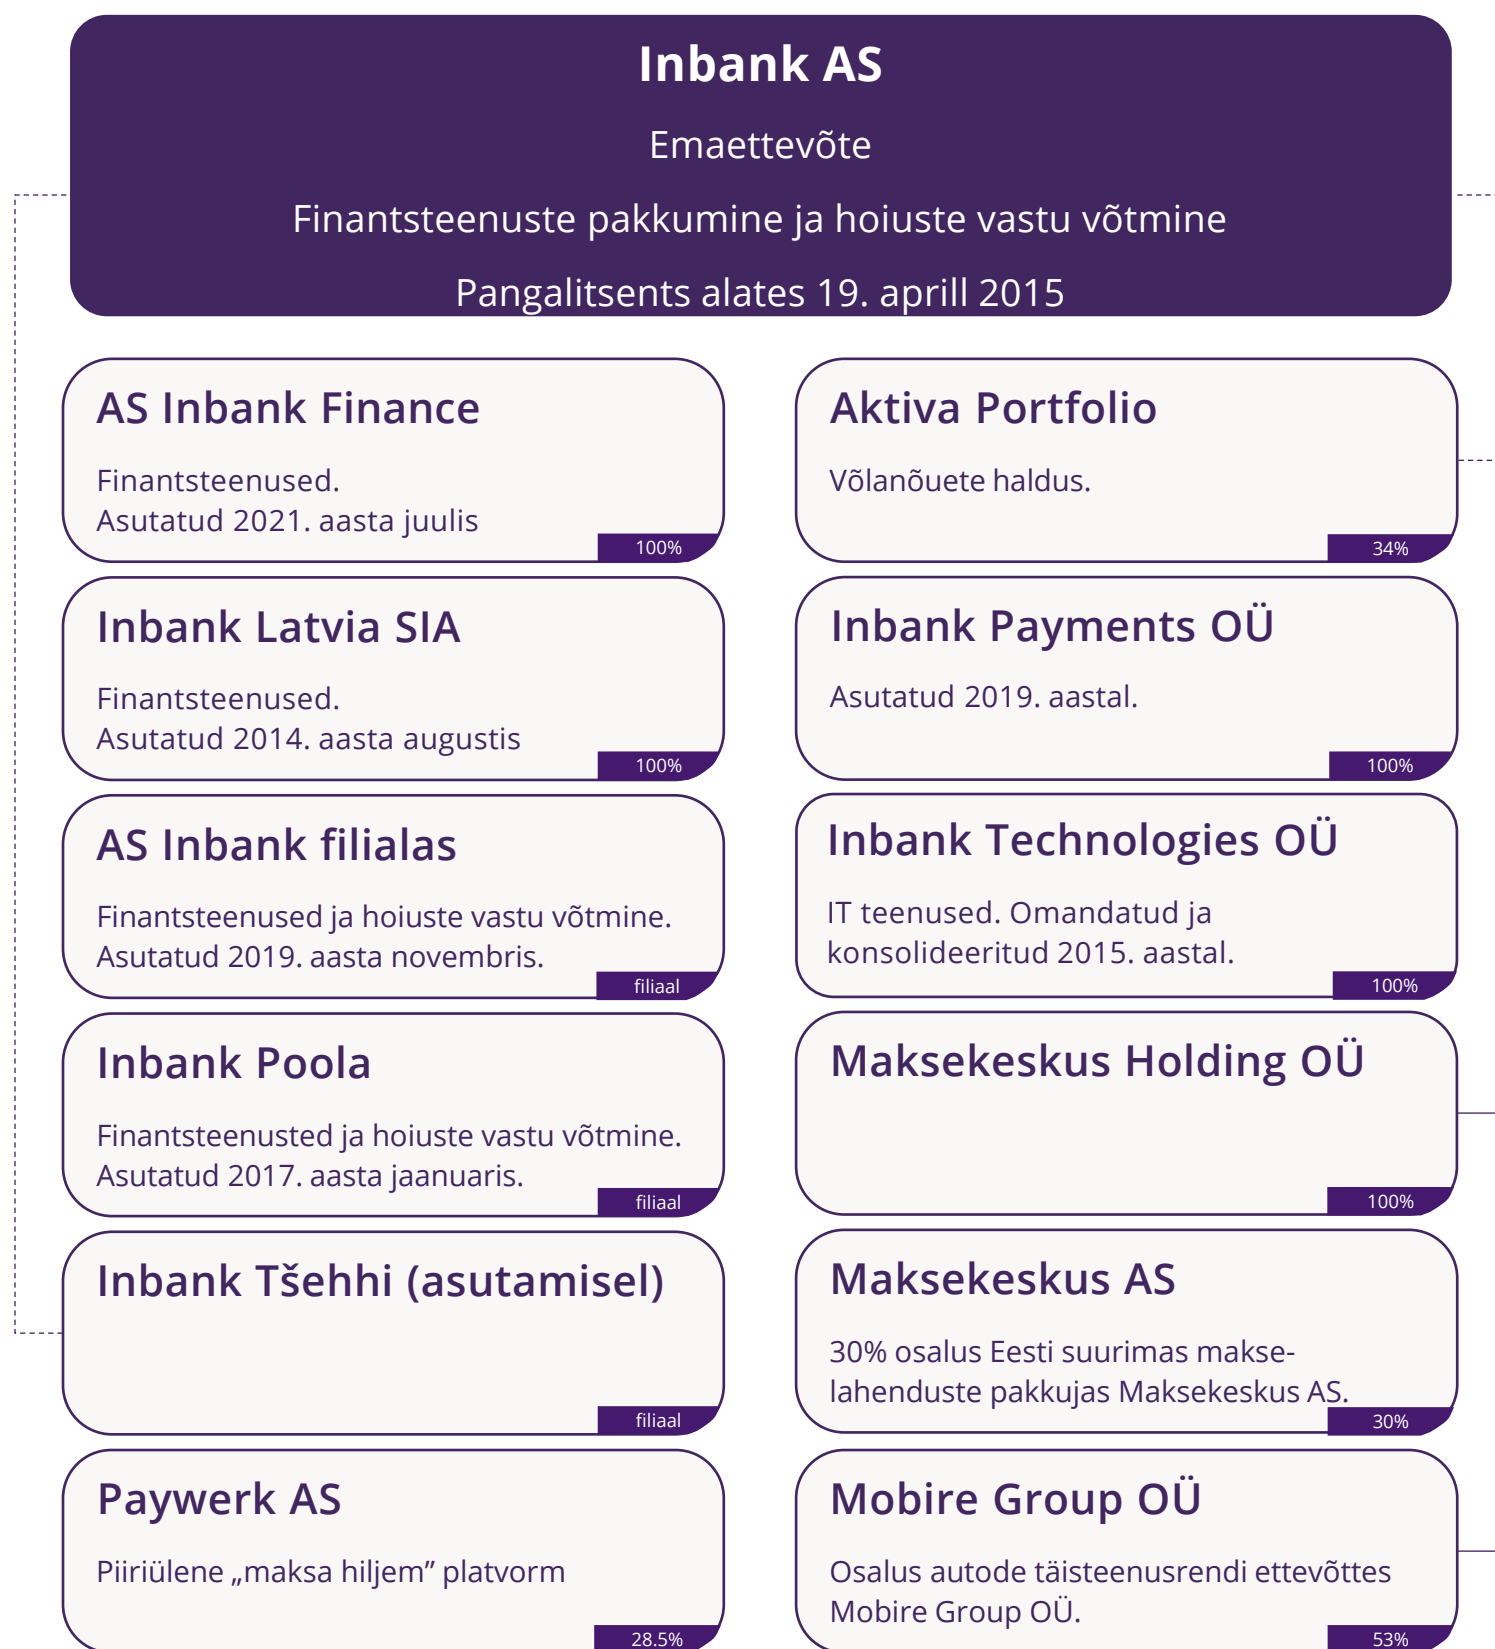 Inbank AS
Emaettevõte
Finantsteenuste pakkumine ja hoiuste vastu võtmine
Pangalitsents alates 19. aprill 2015
AS Inbank Finance
Finantsteenused.
Asutatud 2021. aasta juulis
100%
Inbank Latvia SIA
Finantsteenused.
Asutatud 2014. aasta augustis
100%
AS Inbank filialas
Finantsteenused ja hoiuste vastu võtmine.
Asutatud 2019. aasta novembris.
filiaal
Inbank Poola
Finantsteenusted ja hoiuste vastu võtmine.
Asutatud 2017. aasta jaanuaris.
filiaal
Inbank Tšehhi (asutamisel)
filiaal
Paywerk AS
Piiriülene „maksa hiljem” platvorm
28.5%
Aktiva Portfolio
Võlanõuete haldus.
34%
Inbank Payments OÜ
Asutatud 2019. aastal.
100%
Inbank Technologies OÜ
IT teenused. Omandatud ja
konsolideeritud 2015. aastal.
100%
Maksekeskus Holding OÜ
100%
Maksekeskus AS
30% osalus Eesti suurimas makse-
lahenduste pakkujas Maksekeskus AS.
30%
Mobire Group OÜ
Osalus autode täisteenusrendi ettevõttes
Mobire Group OÜ.
53%